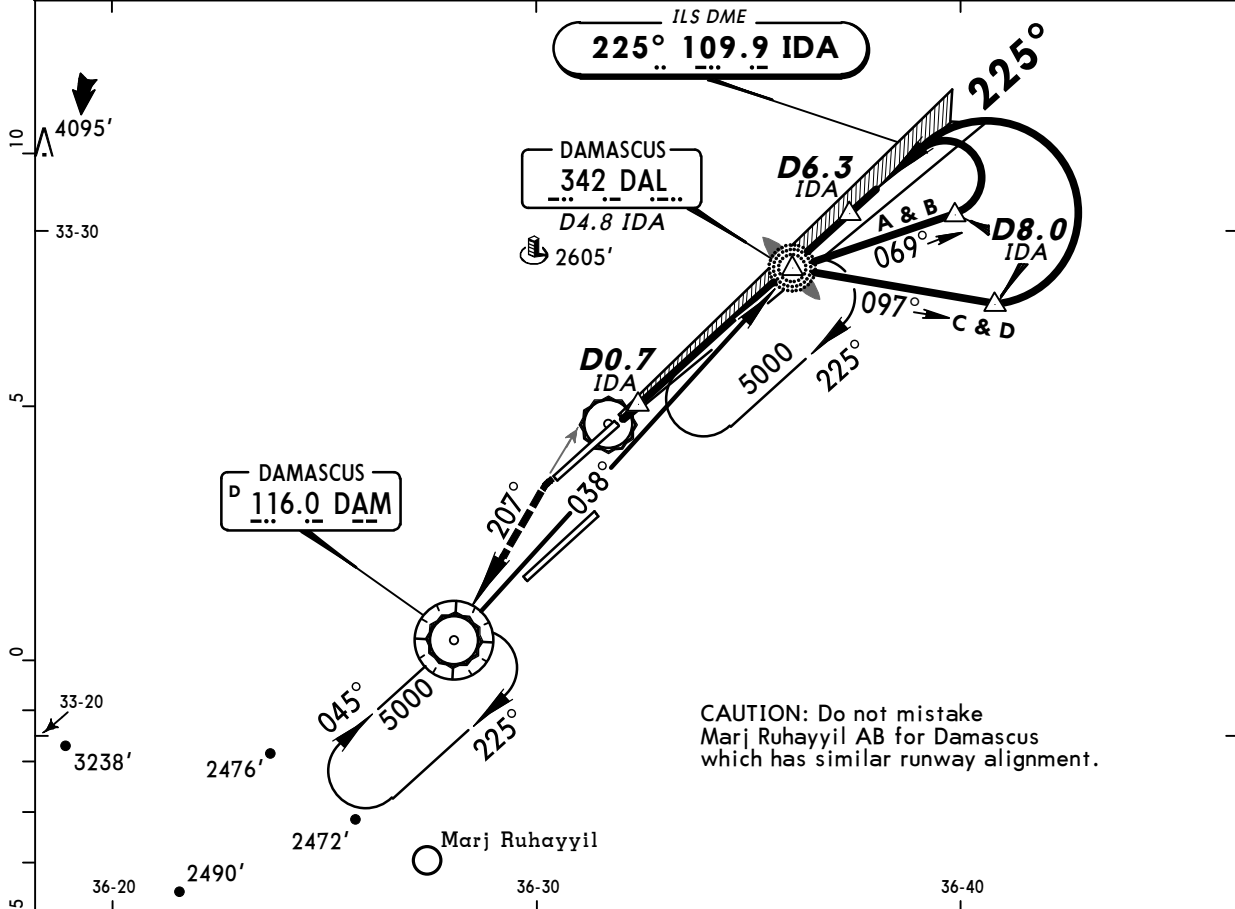 ILS DME
225° 109.9 IDA
225°
4095'
10
DAMASCUS
342 DAL
D4.8 IDA
D6.3
IDA
A & B
069°
D8.0
IDA
33-30
2605'
097°
C & D
5000
225°
D0.7
IDA
5
DAMASCUS
D 116.0 DAM
207°
038°
0
33-20
045°
5000
225°
3238'
2476'
CAUTION: Do not mistake
Marj Ruhayyil AB for Damascus
which has similar runway alignment.
2472'
Marj Ruhayyil
2490'
5
36-20
36-30
36-40